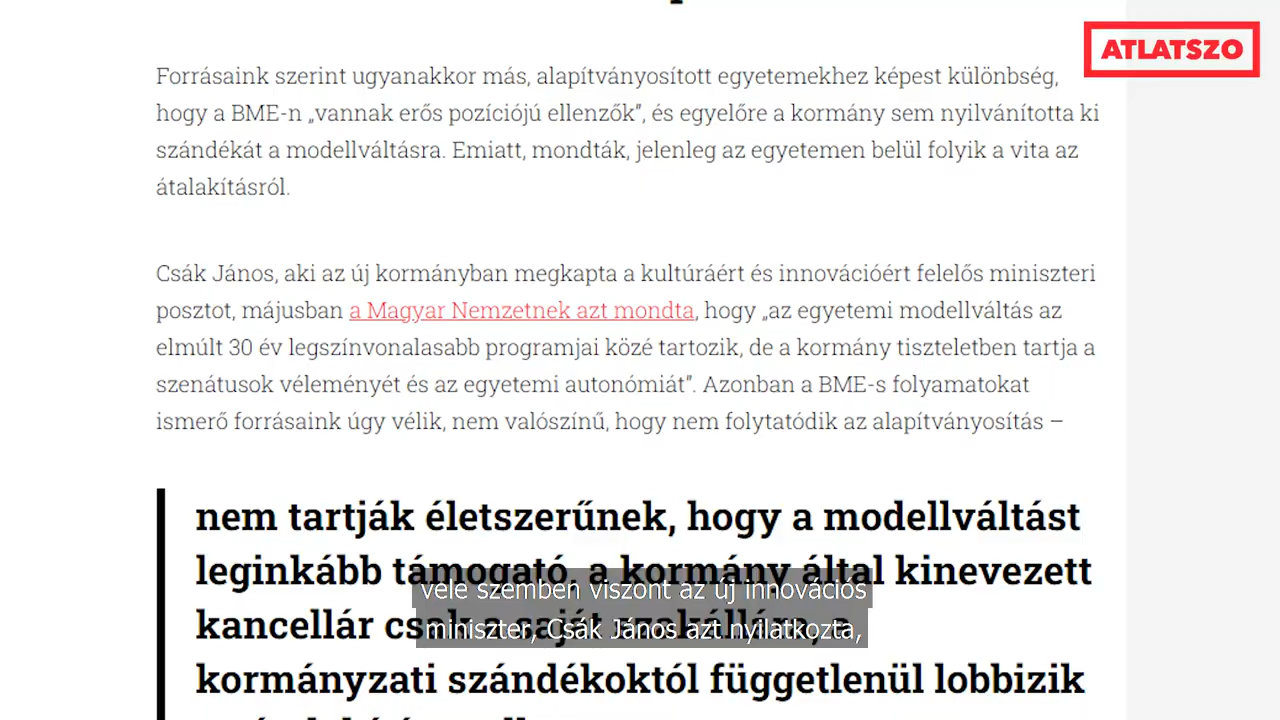 ATLATSZO
Forrásaink szerint ugyanakkor más, alapítványosított egyetemekhez képest különbség,
hogy a BME-n „vannak erős pozíciójú ellenzők”, és egyelőre a kormány sem nyilvánította ki
szándékát a modellváltásra. Emiatt, mondták, jelenleg az egyetemen belül folyik a vita az
átalakításról.
Csák János, aki az új kormányban megkapta a kultúráért és innovációért felelős miniszteri
posztot, májusban a Magyar Nemzetnek azt mondta, hogy „az egyetemi modellváltás az
elmúlt 30 év legszínvonalasabb programjai közé tartozik, de a kormány tiszteletben tartja a
szenátusok véleményét és az egyetemi autonómiát”. Azonban a BME-s folyamatokat
ismerő forrásaink úgy vélik, nem valószínű, hogy nem folytatódik az alapítványosítás –
nem tartják életszerűnek, hogy a modellváltást
leginkább támogató, a kormány által kinevezett
vele szemben viszont az új innovációs
kancellár csak a saját szakállára, a
miniszter, Csák János azt nyilatkozta,
kormányzati szándékoktól függetlenül lobbizik